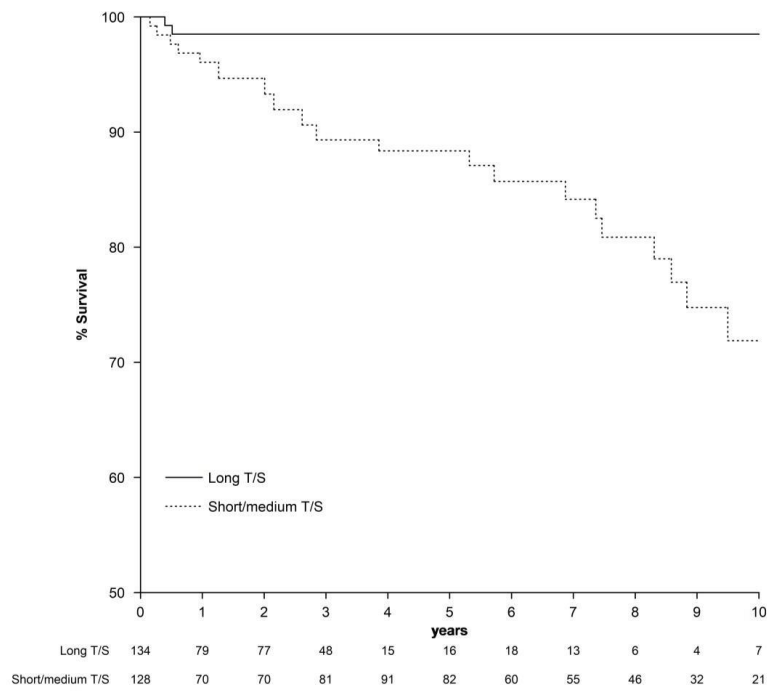 100
90
80
70
60
50
% Survival
Long T/S
Short/medium T/S
0 1 2 3 4 5 6 7 8 9 10
years
Long T/S 134 79 77 48 15 16 18 13 6 4 7
Short/medium T/S 128 70 70 81 91 82 60 55 46 32 21